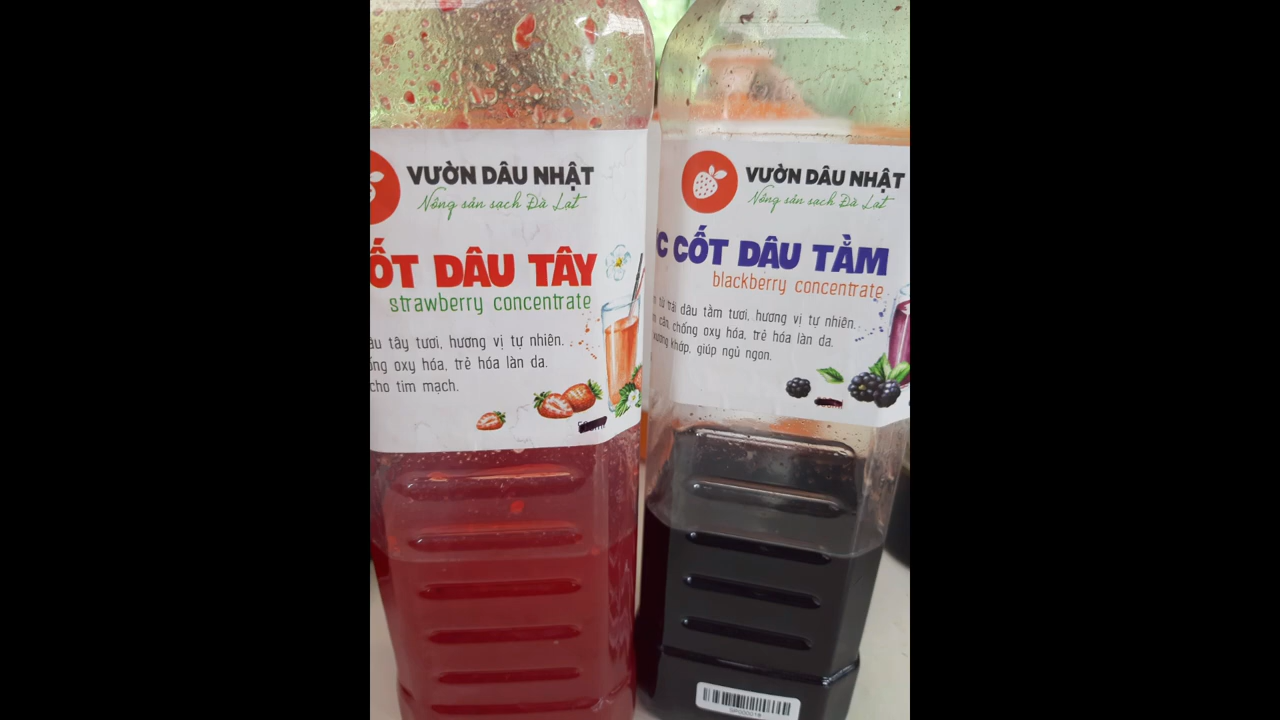 VƯỜN DÂU NHẬT
Nông sản sạch Đà Lạt
ỐT DÂU TÂY
strawberry concentrate
âu tây tươi, hương vị tự nhiên.
ống oxy hóa, trẻ hóa làn da.
cho tim mạch.
VƯỜN DÂU NHẬT
Nông sản sạch Đà Lạt
C CỐT DÂU TẰM
blackberry concentrate
từ trái dâu tằm tươi, hương vị tự nhiên.
cân, chống oxy hóa, trẻ hóa làn da.
xương khớp, giúp ngủ ngon.